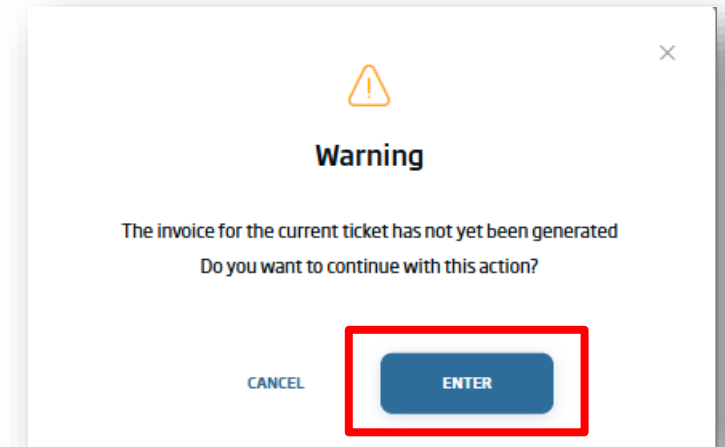 Warning
The invoice for the current ticket has not yet been generated
Do you want to continue with this action?
CANCEL
ENTER